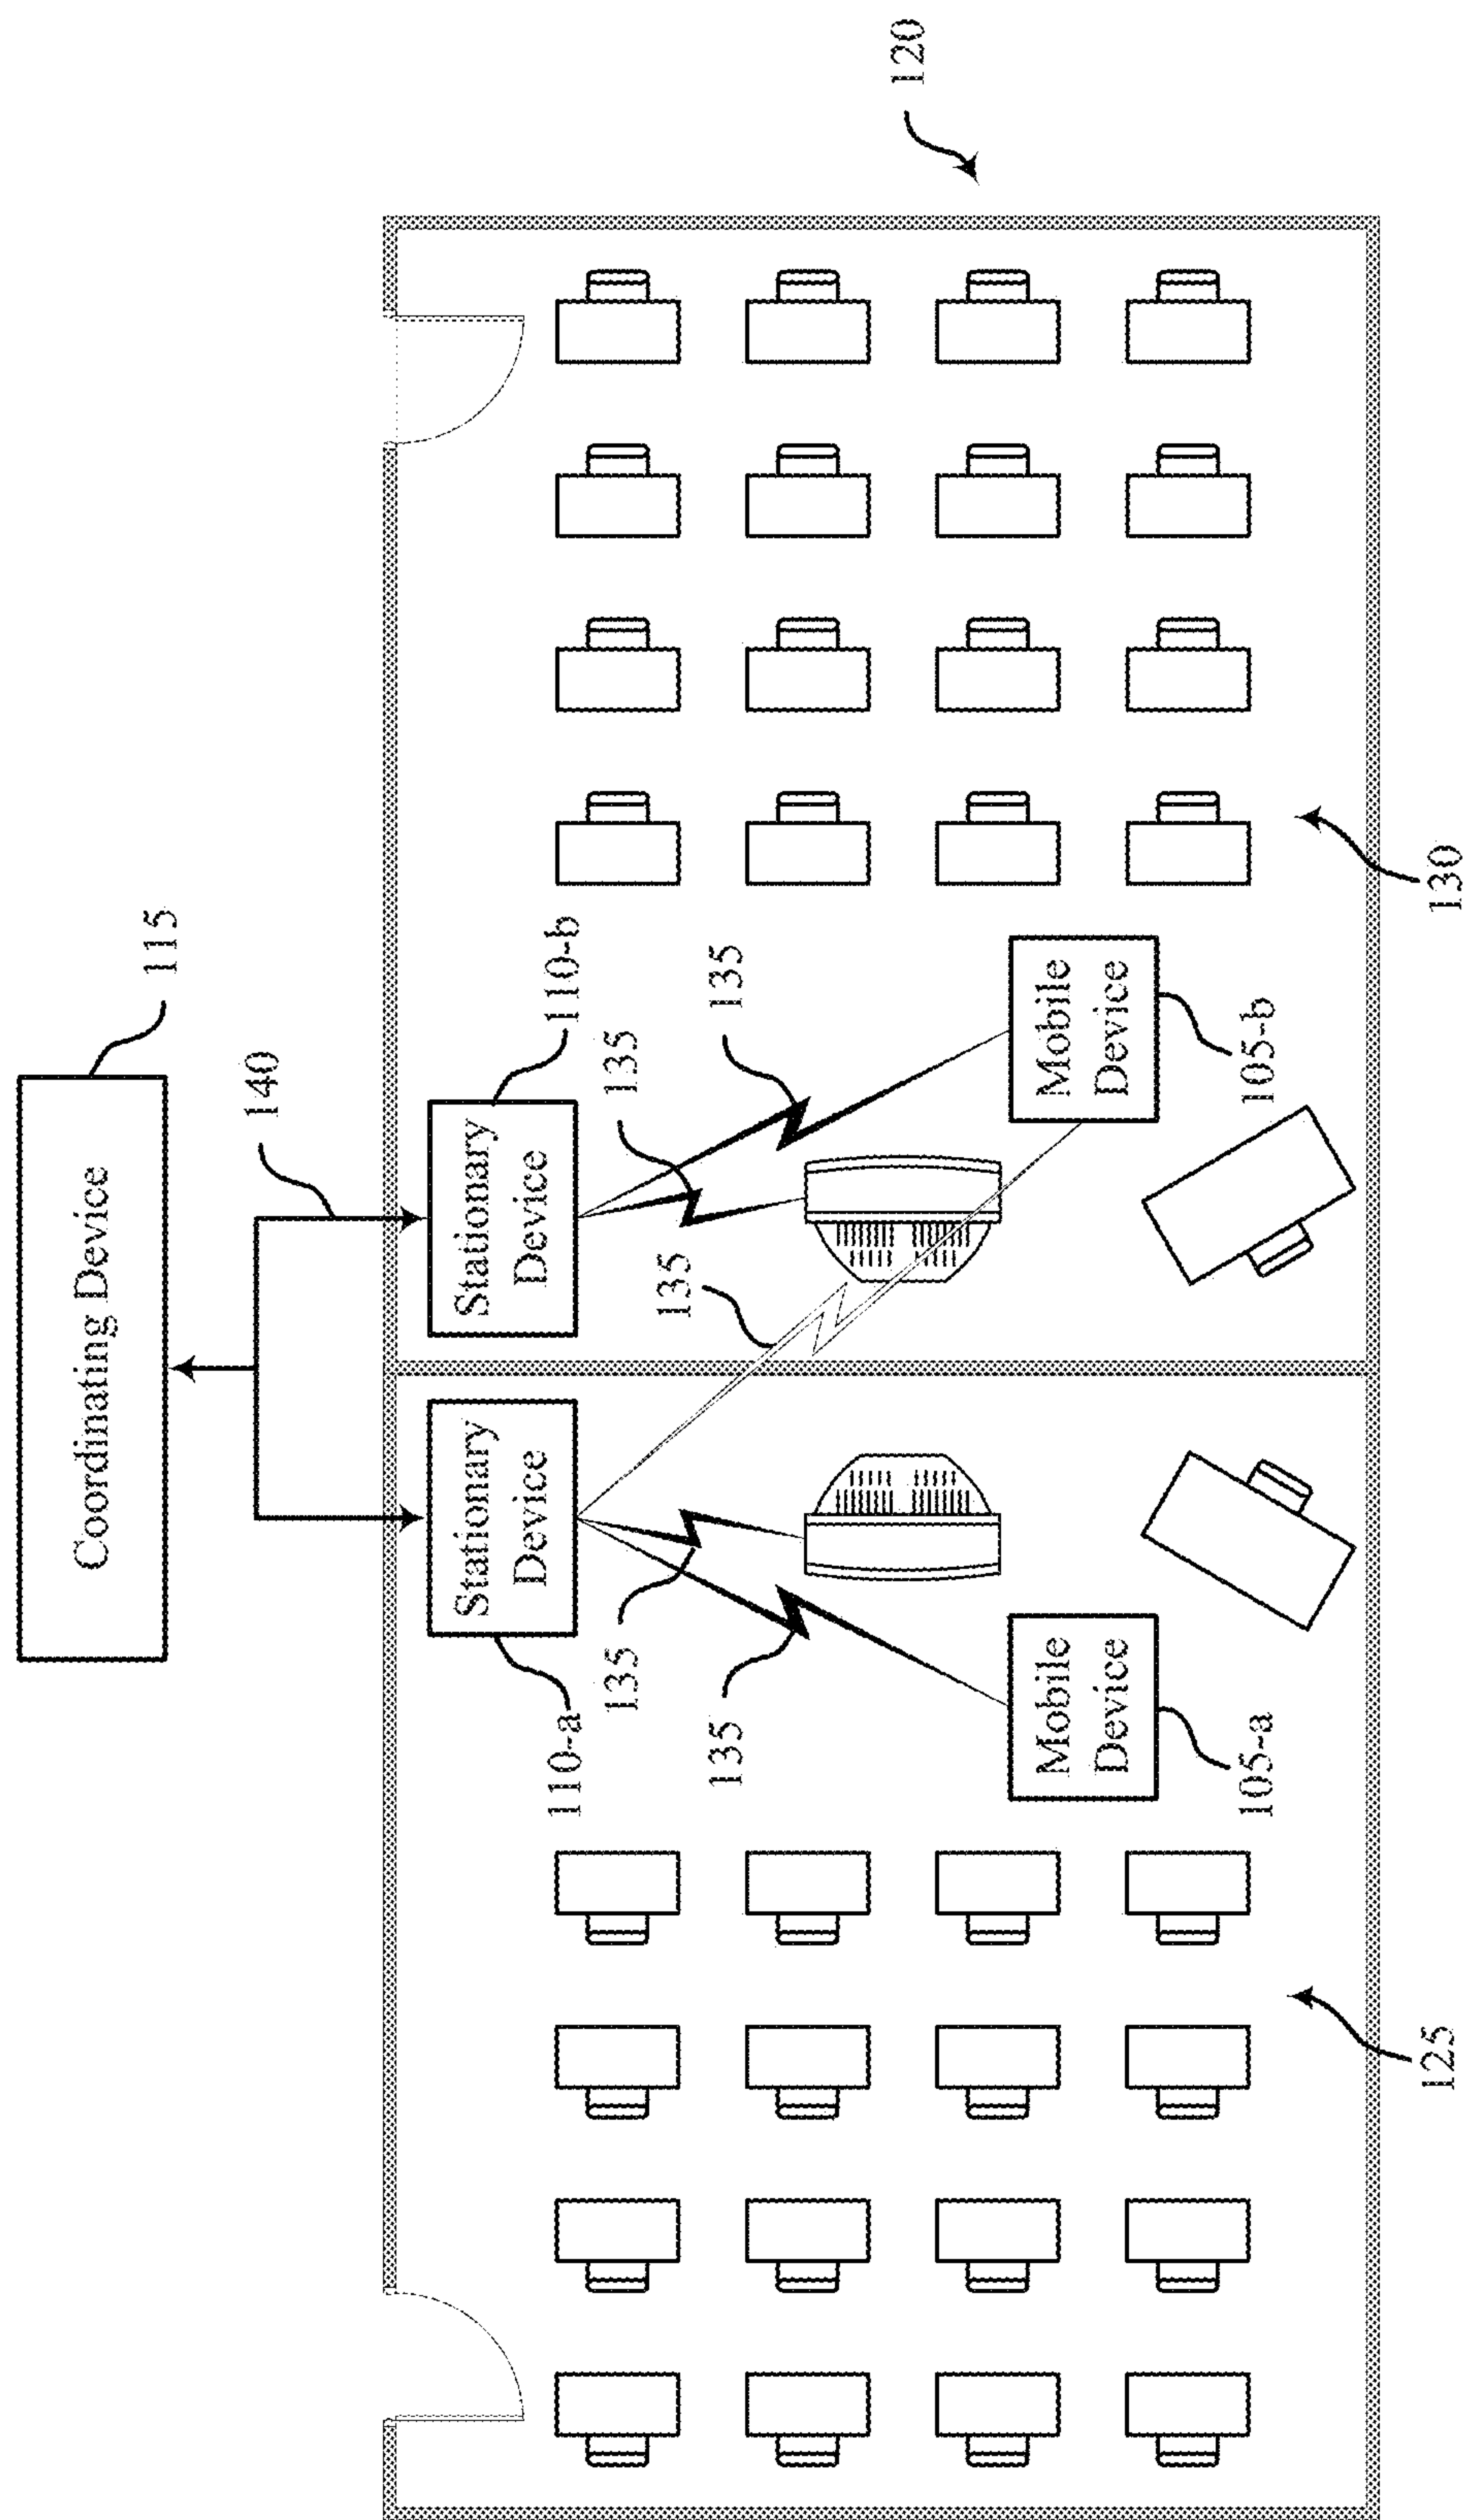 Coordinating Device
115
140
Stationary
Device
110-a
Stationary
Device
110-b
135
135
135
135
135
120
Mobile
Device
105-a
Mobile
Device
105-b
125
130